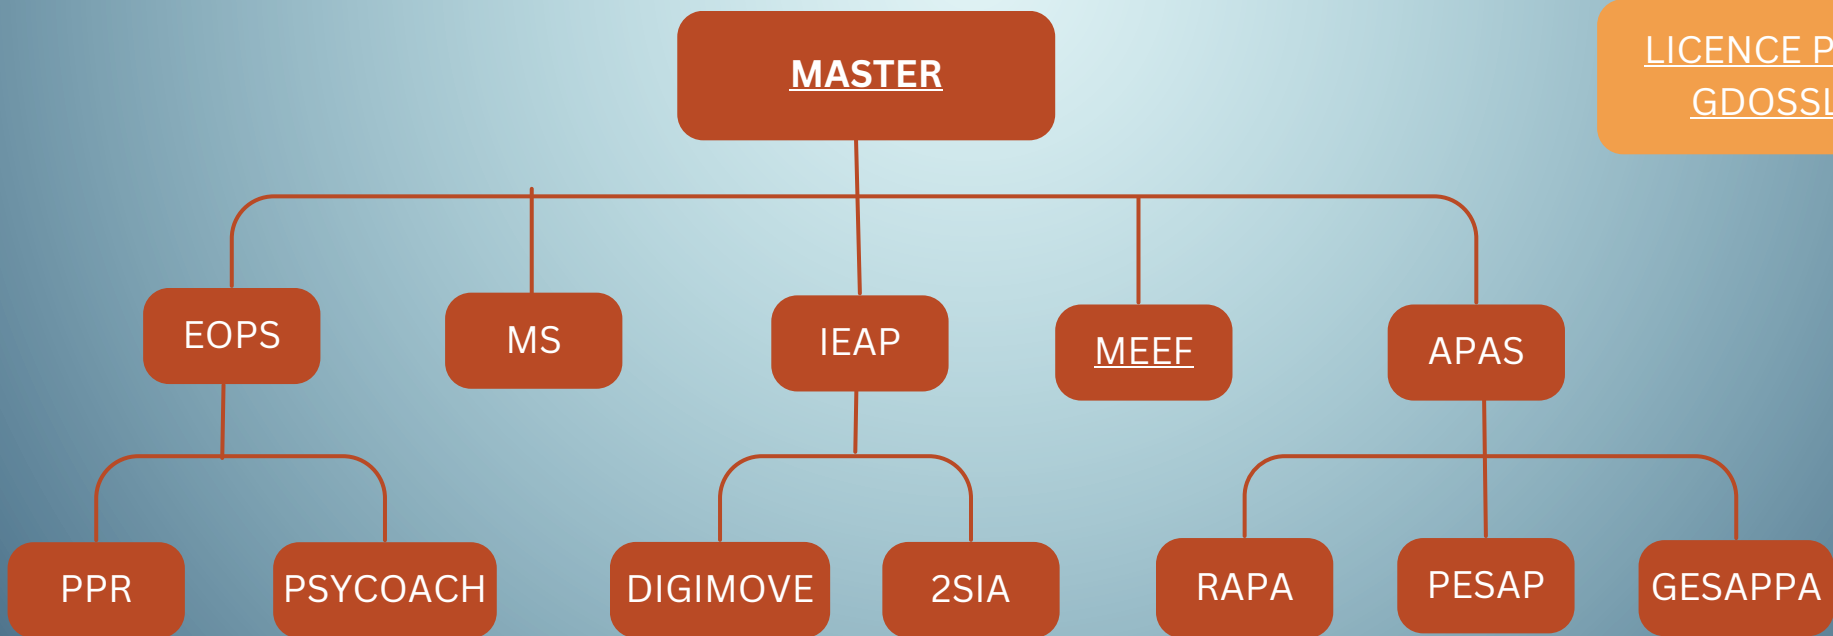 MASTER
LICENCE P
GDOSSL
EOPS
MS
IEAP
MEEF
APAS
PPR
PSYCOACH
DIGIMOVE
2SIA
RAPA
PESAP
GESAPPA